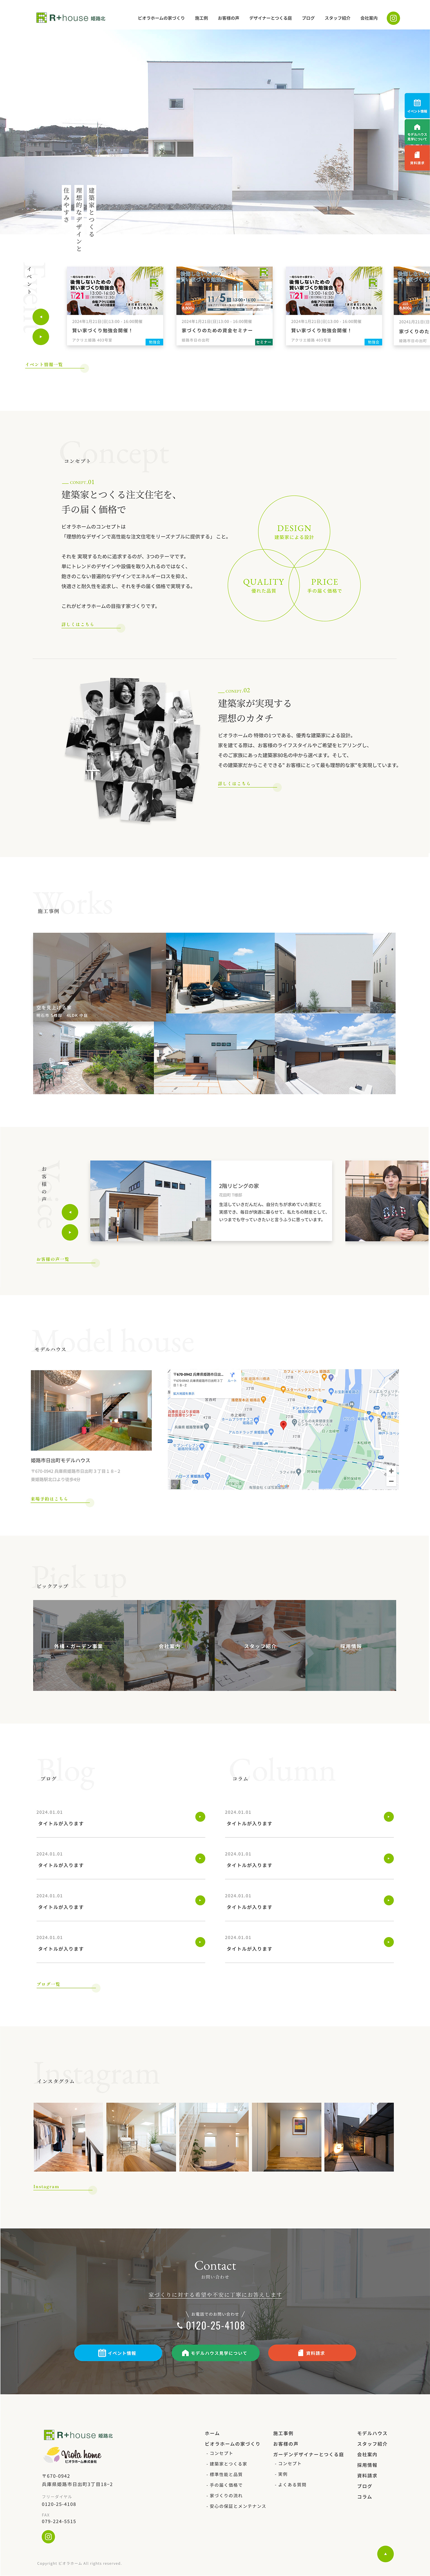 R+house 姫路北
ビオラホームの家づくり
施工例
お客様の声
デザイナーとつくる庭
ブログ
スタッフ紹介
会社案内
イベント情報
モデルハウス
見学について
資料請求
建築家とつくる
理想的なデザインと
住みやすさ
イベント
後悔しないための
賢い家づくり勉強会
2024年1月21日(日)13:00‐16:00開催
賢い家づくり勉強会開催！
アクリエ姫路 403号室
勉強会
2024年1月21日(日)13:00‐16:00開催
家づくりのための資金セミナー
姫路市日の出町
セミナー
後悔しないための
賢い家づくり勉強会
2024年1月21日(日)13:00‐16:00開催
賢い家づくり勉強会開催！
アクリエ姫路 403号室
勉強会
イベント情報一覧
Concept
コンセプト
concept.01
建築家とつくる注文住宅を、
手の届く価格で
ビオラホームのコンセプトは
「理想的なデザインで高性能な注文住宅をリーズナブルに提供する」 こと。
それを 実現するために追求するのが、3つのテーマです。
単にトレンドのデザインや設備を取り入れるのではなく、
飽きのこない普遍的なデザインでエネルギーロスを抑え、
快適さと耐久性を追求し、それを手の届く価格で実現する。
これがビオラホームの目指す家づくりです。
詳しくはこちら
DESIGN
建築家による設計
QUALITY
優れた品質
PRICE
手の届く価格で
concept.02
建築家が実現する
理想のカタチ
ビオラホームの 特徴の1つである、優秀な建築家による設計。
家を建てる際は、お客様のライフスタイルやご希望をヒアリングし、
そのご家族にあった建築家80名の中から選べます。そして、
その建築家だからこそできる" お客様にとって最も理想的な家"を実現しています。
詳しくはこちら
Works
施工事例
Voice
お客様の声
2階リビングの家
生活していきだんだん。自分たちが求めていた家だと
実感でき、毎日が快適に暮らせて、私たちの財産として、
いつまでも守っていきたいと言うふうに思っています。
お客様の声一覧
Model house
モデルハウス
姫路市日出町モデルハウス
〒670-0942 兵庫県姫路市日出町３丁目１８−２
東姫路駅北口より徒歩4分
来場予約はこちら
Pick up
ピックアップ
外構・ガーデン事業
会社案内
スタッフ紹介
採用情報
Blog
ブログ
2024.01.01
タイトルが入ります
2024.01.01
タイトルが入ります
2024.01.01
タイトルが入ります
2024.01.01
タイトルが入ります
ブログ一覧
Column
コラム
2024.01.01
タイトルが入ります
2024.01.01
タイトルが入ります
2024.01.01
タイトルが入ります
2024.01.01
タイトルが入ります
Instagram
インスタグラム
Instagram
Contact
お問い合わせ
家づくりに対する希望や不安に丁寧にお答えします
お電話でのお問い合わせ
0120-25-4108
イベント情報
モデルハウス見学について
資料請求
R+house 姫路北
Viola home
ビオラホーム株式会社
〒670-0942
兵庫県姫路市日出町3丁目18−2
フリーダイヤル
0120-25-4108
FAX
079-224-5515
ホーム
ビオラホームの家づくり
- コンセプト
- 建築家とつくる家
- 標準性能と品質
- 手の届く価格で
- 家づくりの流れ
- 安心の保証とメンテナンス
施工事例
お客様の声
ガーデンデザイナーとつくる庭
- コンセプト
- 実例
- よくある質問
モデルハウス
スタッフ紹介
会社案内
採用情報
資料請求
ブログ
コラム
Copyright ビオラホーム All rights reserved.